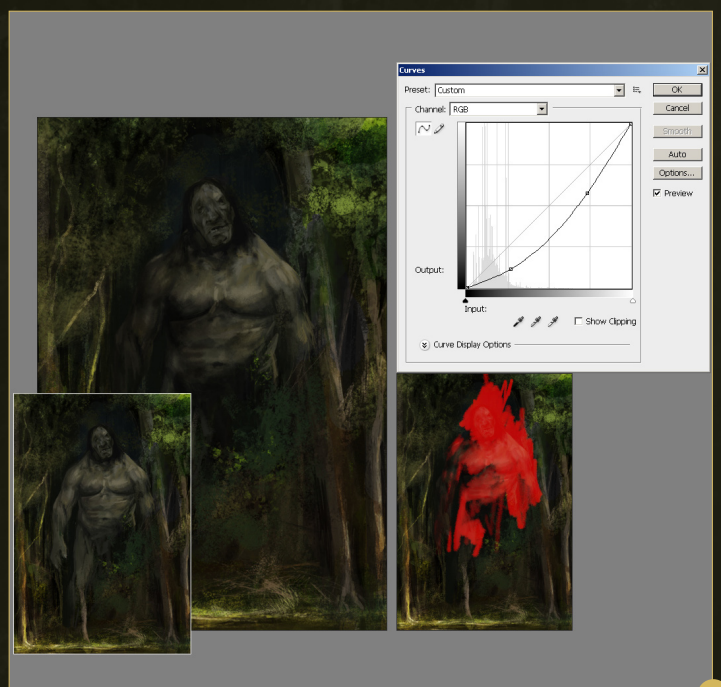 Curves
Preset: Custom
OK
Channel: RGB
Cancel
Smooth
Auto
Options...
Preview
Output:
Input:
Show Clipping
Curve Display Options